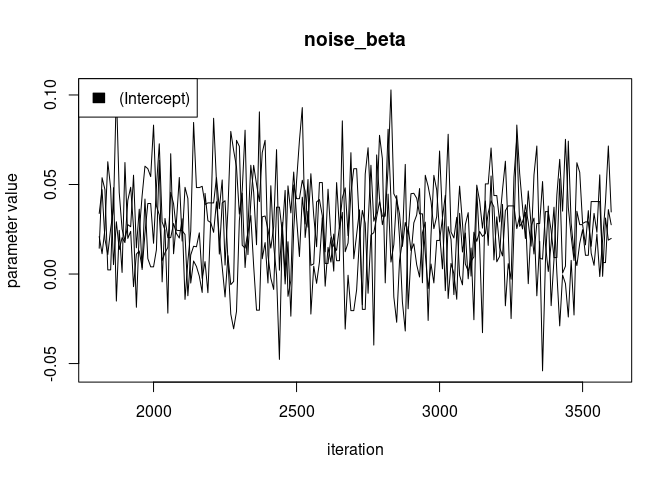 noise_beta
(Intercept)
parameter value
0.10
0.05
0.00
-0.05
2000
2500
3000
3500
iteration